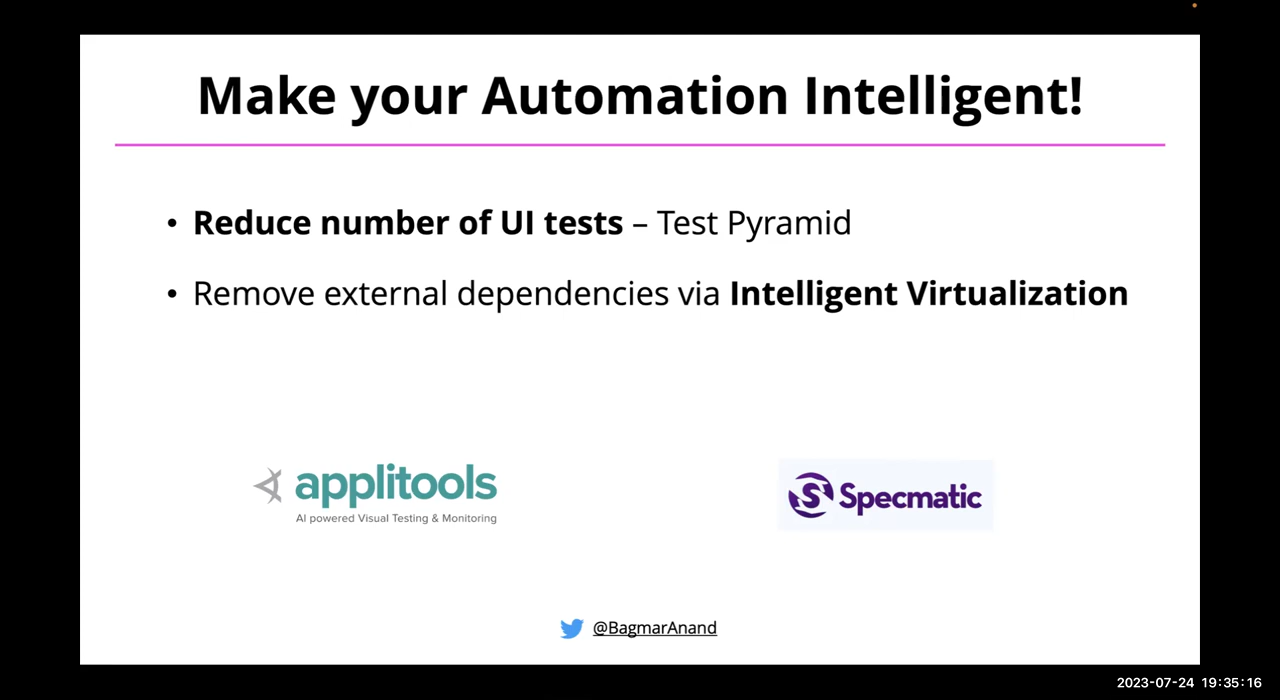 Make your Automation Intelligent!
• Reduce number of UI tests – Test Pyramid
• Remove external dependencies via Intelligent Virtualization
applitools
AI powered Visual Testing & Monitoring
Specmatic
@BagmarAnand
2023-07-24 19:35:16